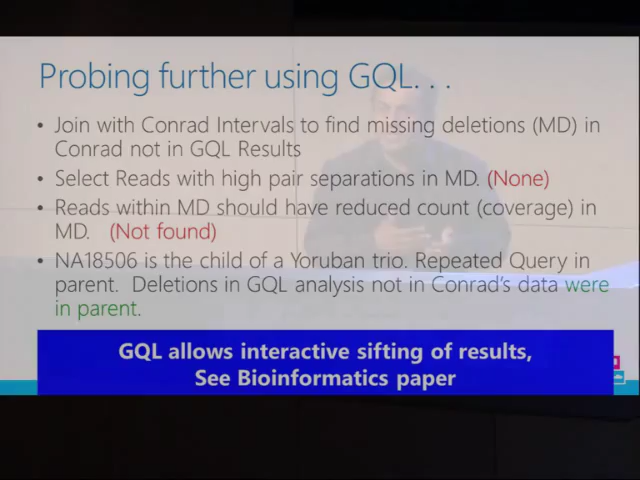 Probing further using GQL. . .
• Join with Conrad Intervals to find missing deletions (MD) in
Conrad not in GQL Results
• Select Reads with high pair separations in MD. (None)
• Reads within MD should have reduced count (coverage) in
MD. (Not found)
• NA18506 is the child of a Yoruban trio. Repeated Query in
parent. Deletions in GQL analysis not in Conrad's data were
in parent.
GQL allows interactive sifting of results,
See Bioinformatics paper